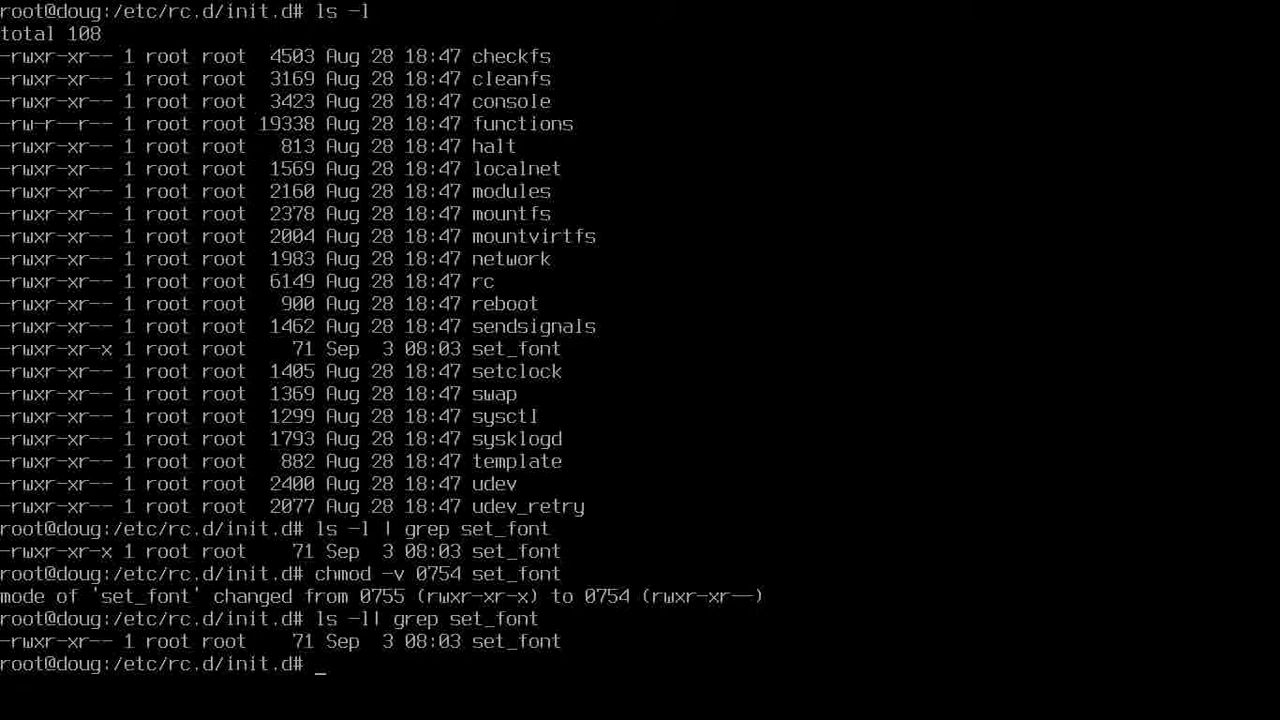 root@doug:/etc/rc.d/init.d# ls -l
total 108
-rwxr-xr-- 1 root root  4503 Aug 28 18:47 checkfs
-rwxr-xr-- 1 root root  3169 Aug 28 18:47 cleanfs
-rwxr-xr-- 1 root root  3423 Aug 28 18:47 console
-rw-r--r-- 1 root root 19338 Aug 28 18:47 functions
-rwxr-xr-- 1 root root   813 Aug 28 18:47 halt
-rwxr-xr-- 1 root root  1569 Aug 28 18:47 localnet
-rwxr-xr-- 1 root root  2160 Aug 28 18:47 modules
-rwxr-xr-- 1 root root  2378 Aug 28 18:47 mountfs
-rwxr-xr-- 1 root root  2004 Aug 28 18:47 mountvirtfs
-rwxr-xr-- 1 root root  1983 Aug 28 18:47 network
-rwxr-xr-- 1 root root  6149 Aug 28 18:47 rc
-rwxr-xr-- 1 root root   900 Aug 28 18:47 reboot
-rwxr-xr-- 1 root root  1462 Aug 28 18:47 sendsignals
-rwxr-xr-x 1 root root    71 Sep  3 08:03 set_font
-rwxr-xr-- 1 root root  1405 Aug 28 18:47 setclock
-rwxr-xr-- 1 root root  1369 Aug 28 18:47 swap
-rwxr-xr-- 1 root root  1299 Aug 28 18:47 sysctl
-rwxr-xr-- 1 root root  1793 Aug 28 18:47 sysklogd
-rwxr-xr-- 1 root root   882 Aug 28 18:47 template
-rwxr-xr-- 1 root root  2400 Aug 28 18:47 udev
-rwxr-xr-- 1 root root  2077 Aug 28 18:47 udev_retry
root@doug:/etc/rc.d/init.d# ls -l | grep set_font
-rwxr-xr-x 1 root root    71 Sep  3 08:03 set_font
root@doug:/etc/rc.d/init.d# chmod -v 0754 set_font
mode of 'set_font' changed from 0755 (rwxr-xr-x) to 0754 (rwxr-xr--)
root@doug:/etc/rc.d/init.d# ls -l| grep set_font
-rwxr-xr-- 1 root root    71 Sep  3 08:03 set_font
root@doug:/etc/rc.d/init.d# _